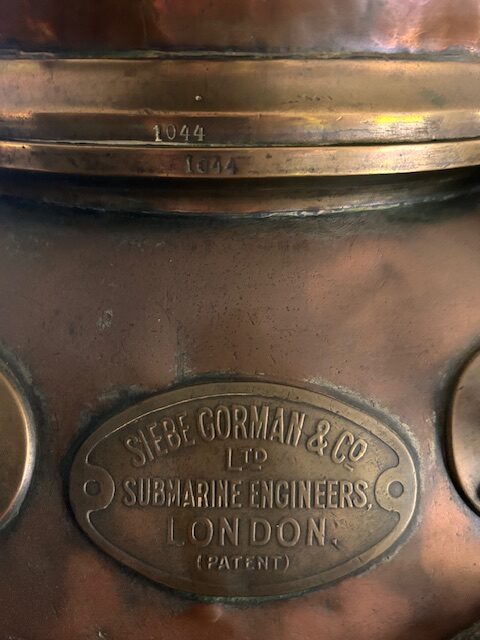 1044
1044
SIEBE GORMAN & CO.
LTD
SUBMARINE ENGINEERS,
LONDON.
(PATENT)